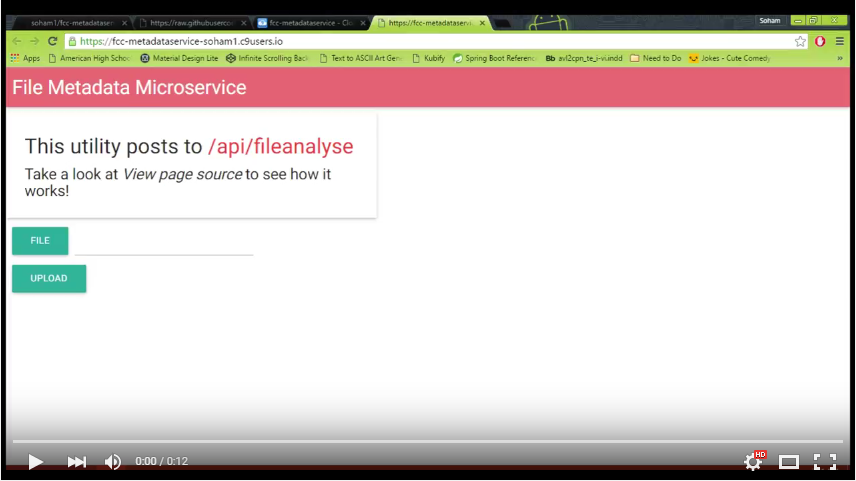 soham1/fcc-metadataser
https://raw.githubuserco
fcc-metadataservice - Clo
https://fcc-metadataservi
Soham
https://fcc-metadataservice-soham1.c9users.io
Apps
American High School
Material Design Lite
Infinite Scrolling Back
Text to ASCII Art Gen
Kubify
Spring Boot Reference
Bb avl2cpn_te_i-vi.indd
Need to Do
Jokes - Cute Comedy
»
File Metadata Microservice
This utility posts to /api/fileanalyse
Take a look at View page source to see how it
works!
FILE
UPLOAD
0:00 / 0:12
HD